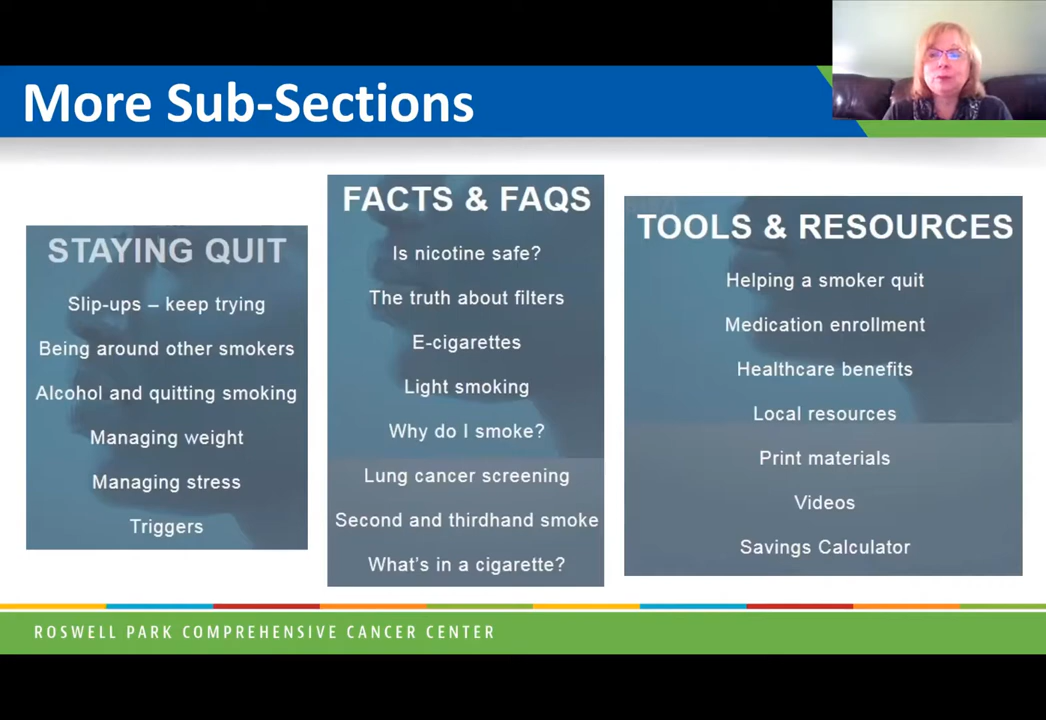 More Sub-Sections
STAYING QUIT
Slip-ups – keep trying
Being around other smokers
Alcohol and quitting smoking
Managing weight
Managing stress
Triggers
FACTS & FAQS
Is nicotine safe?
The truth about filters
E-cigarettes
Light smoking
Why do I smoke?
Lung cancer screening
Second and thirdhand smoke
What's in a cigarette?
TOOLS & RESOURCES
Helping a smoker quit
Medication enrollment
Healthcare benefits
Local resources
Print materials
Videos
Savings Calculator
ROSWELL PARK COMPREHENSIVE CANCER CENTER